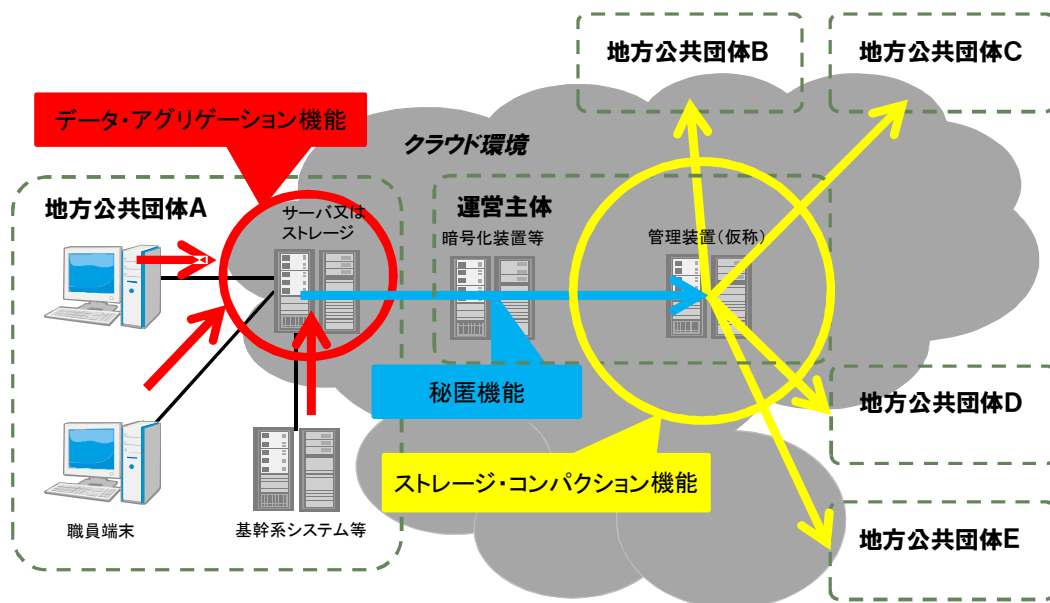 地方公共団体B
地方公共団体C
データ・アグリゲーション機能
クラウド環境
地方公共団体A
サーバ又は
ストレージ
運営主体
暗号化装置等
管理装置(仮称)
秘匿機能
地方公共団体D
ストレージ・コンパクション機能
職員端末
基幹系システム等
地方公共団体E